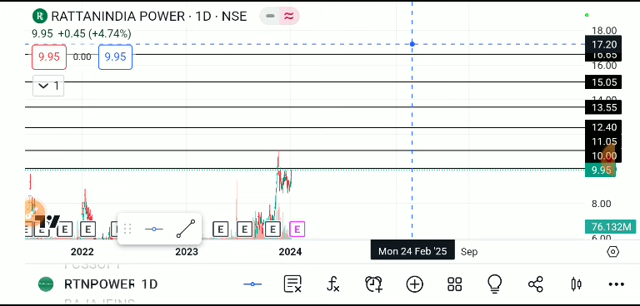 RATTANINDIA POWER · 1D · NSE
9.95 +0.45 (+4.74%)
9.95 0.00 9.95
1
18.00
17.20
16.65
16.00
15.05
14.00
13.55
12.40
11.05
10.00
9.95
8.00
76.132M
6.00
E E E E E E E E
2022 2023 2024 Mon 24 Feb '25 Sep
RTNPOWER 1D